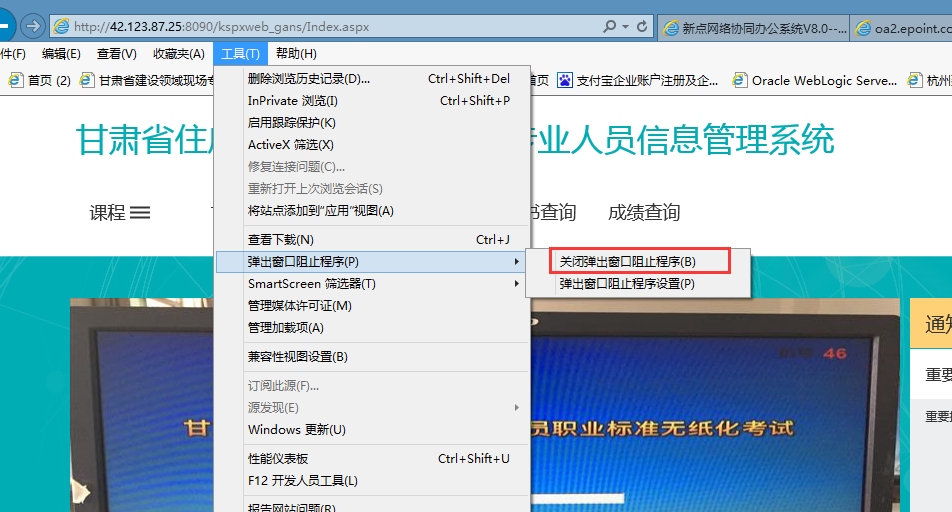 http://42.123.87.25:8090/kspxweb_gans/Index.aspx
新点网络协同办公系统V8.0--...
oa2.epoint.co
件(F) 编辑(E) 查看(V) 收藏夹(A) 工具(T) 帮助(H)
首页 (2) 甘肃省建设领域现场专 首页 支付宝企业账户注册及企... Oracle WebLogic Serve... 杭州
删除浏览历史记录(D)... Ctrl+Shift+Del
InPrivate 浏览(I) Ctrl+Shift+P
启用跟踪保护(K)
ActiveX 筛选(X)
修复连接问题(C)...
重新打开上次浏览会话(S)
将站点添加到“应用”视图(A)
查看下载(N) Ctrl+J
弹出窗口阻止程序(P)
SmartScreen 筛选器(T)
管理媒体许可证(M)
管理加载项(A)
兼容性视图设置(B)
订阅此源(F)...
源发现(E)
Windows 更新(U)
性能仪表板 Ctrl+Shift+U
F12 开发人员工具(L)
报告网站问题(R)
关闭弹出窗口阻止程序(B)
弹出窗口阻止程序设置(P)
甘肃省住 专业人员信息管理系统
课程 书查询 成绩查询
通知
重要
重要
46
甘 员职业标准无纸化考试